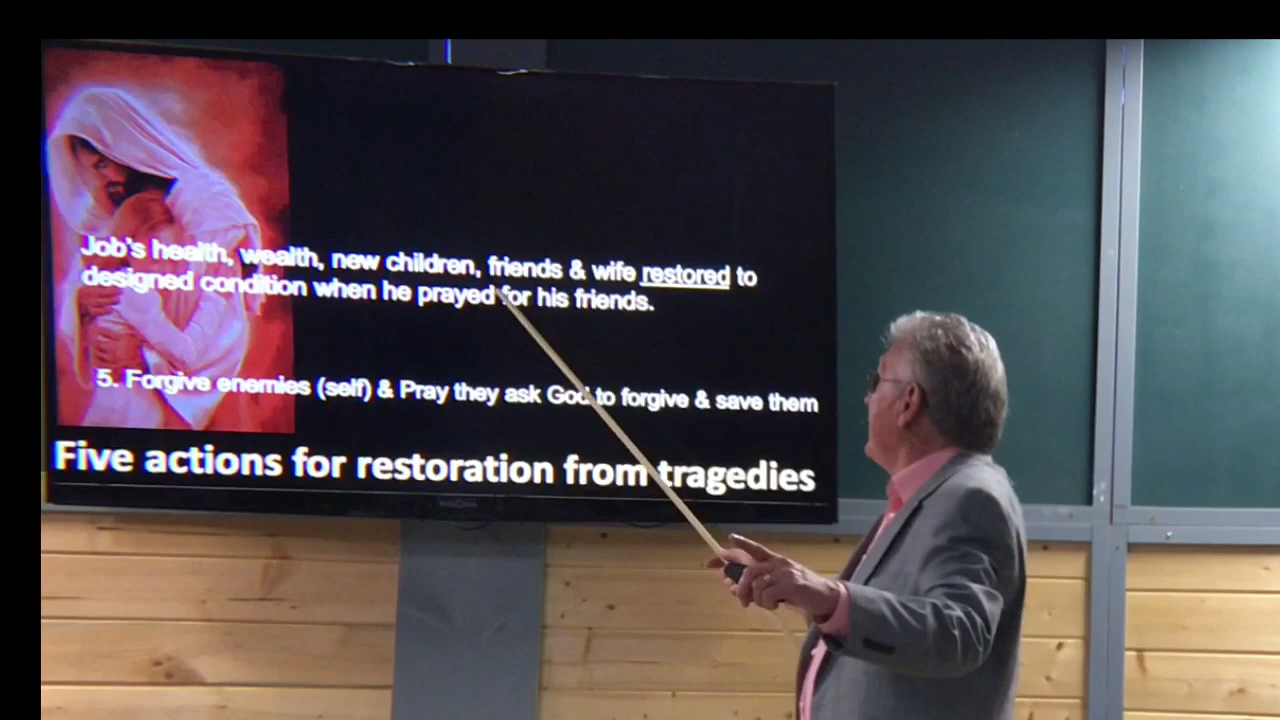 Job's health, wealth, new children, friends & wife restored to
designed condition when he prayed for his friends.
5. Forgive enemies (self) & Pray they ask God to forgive & save them
Five actions for restoration from tragedies